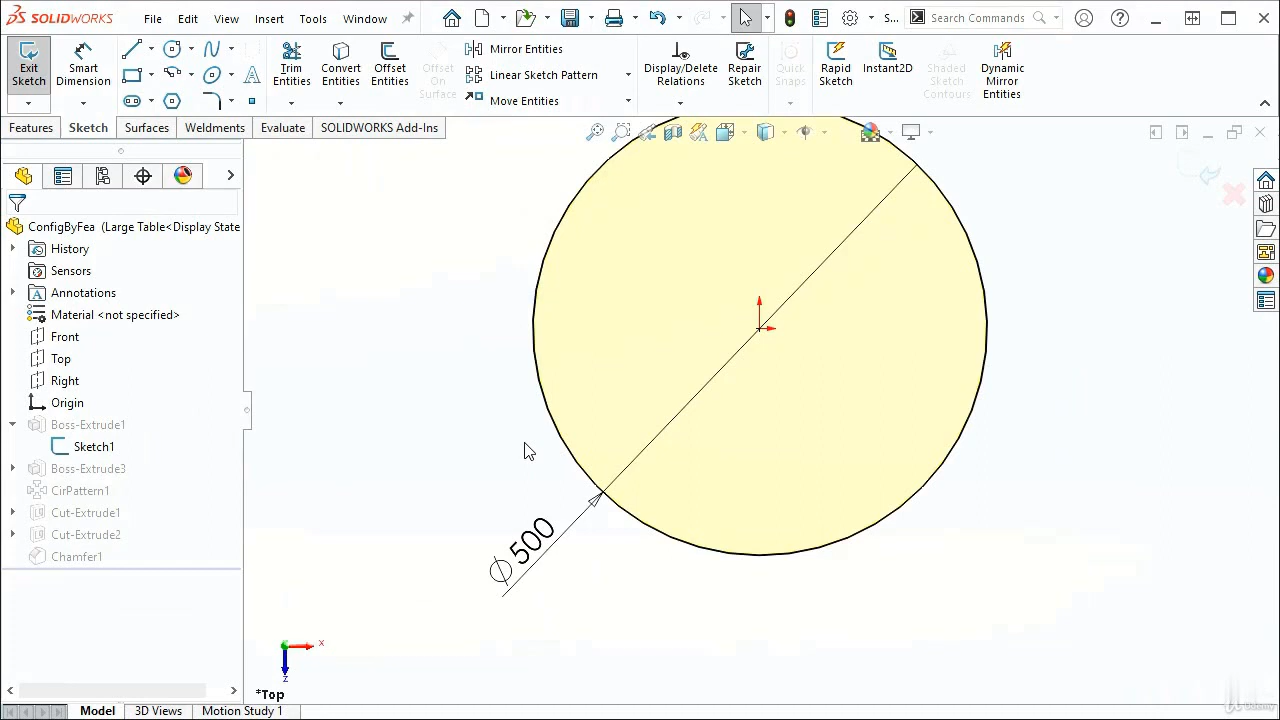 SOLIDWORKS File Edit View Insert Tools Window s... Search Commands
Exit Sketch
Smart Dimension
Trim Entities
Convert Entities
Offset Entities
Offset On Surface
Mirror Entities
Linear Sketch Pattern
Move Entities
Display/Delete Relations
Repair Sketch
Quick Snaps
Rapid Sketch
Instant2D
Shaded Sketch Contours
Dynamic Mirror Entities
Features Sketch Surfaces Weldments Evaluate SOLIDWORKS Add-Ins
ConfigByFea (Large Table<Display State
History
Sensors
Annotations
Material <not specified>
Front
Top
Right
Origin
Boss-Extrude1
Sketch1
Boss-Extrude3
CirPattern1
Cut-Extrude1
Cut-Extrude2
Chamfer1
∅500
x
z
*Top
Model 3D Views Motion Study 1
Udemy